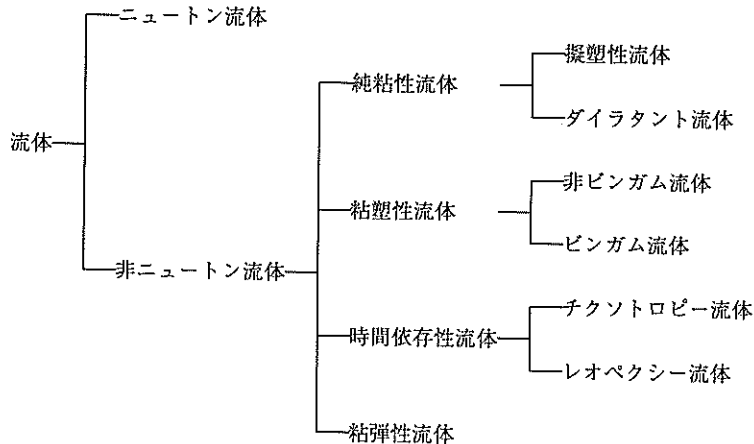 ニュートン流体
擬塑性流体
純粘性流体
ダイラタント流体
流体
非ビンガム流体
粘塑性流体
ビンガム流体
非ニュートン流体
チクソトロピー流体
時間依存性流体
レオペクシー流体
粘弾性流体